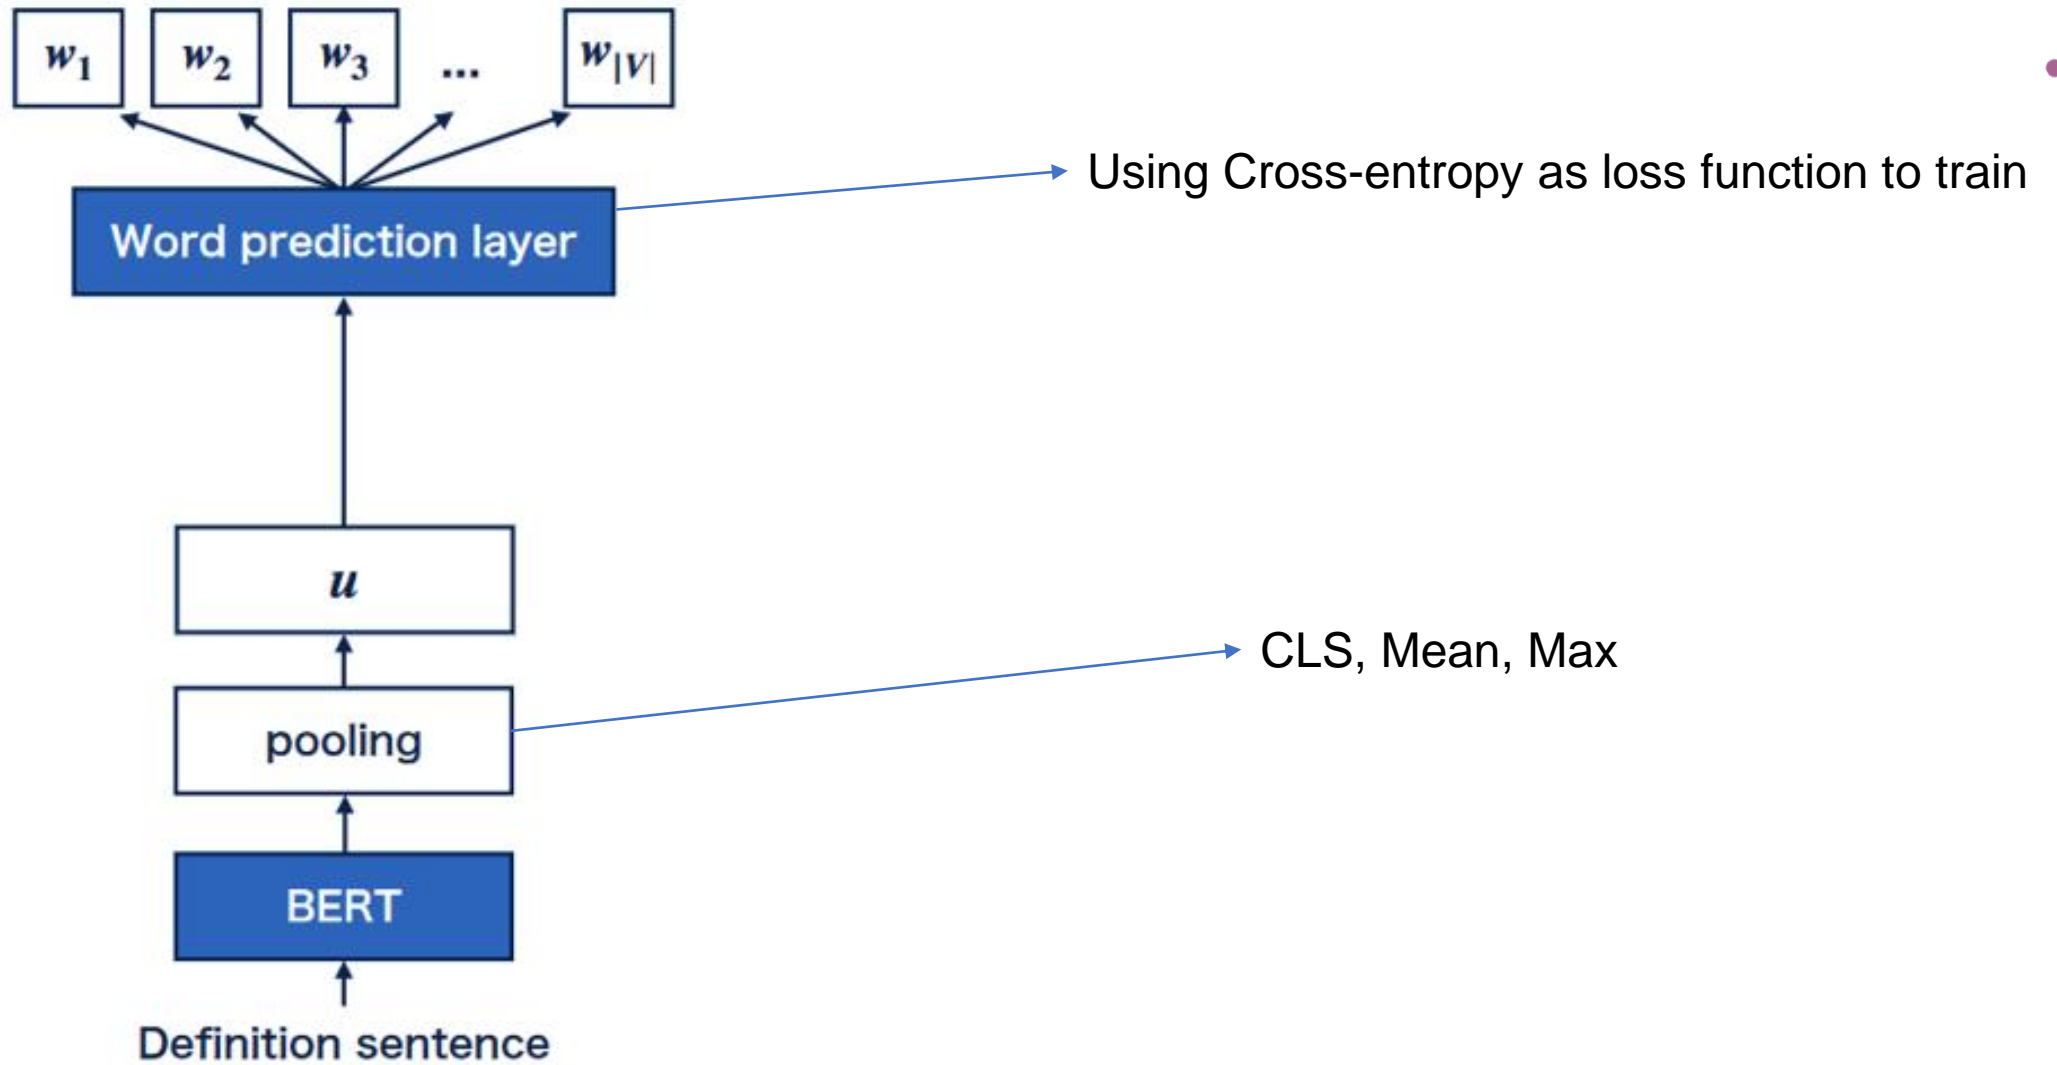 w1 w2 w3 ... w|V|
Using Cross-entropy as loss function to train
Word prediction layer
u
CLS, Mean, Max
pooling
BERT
Definition sentence